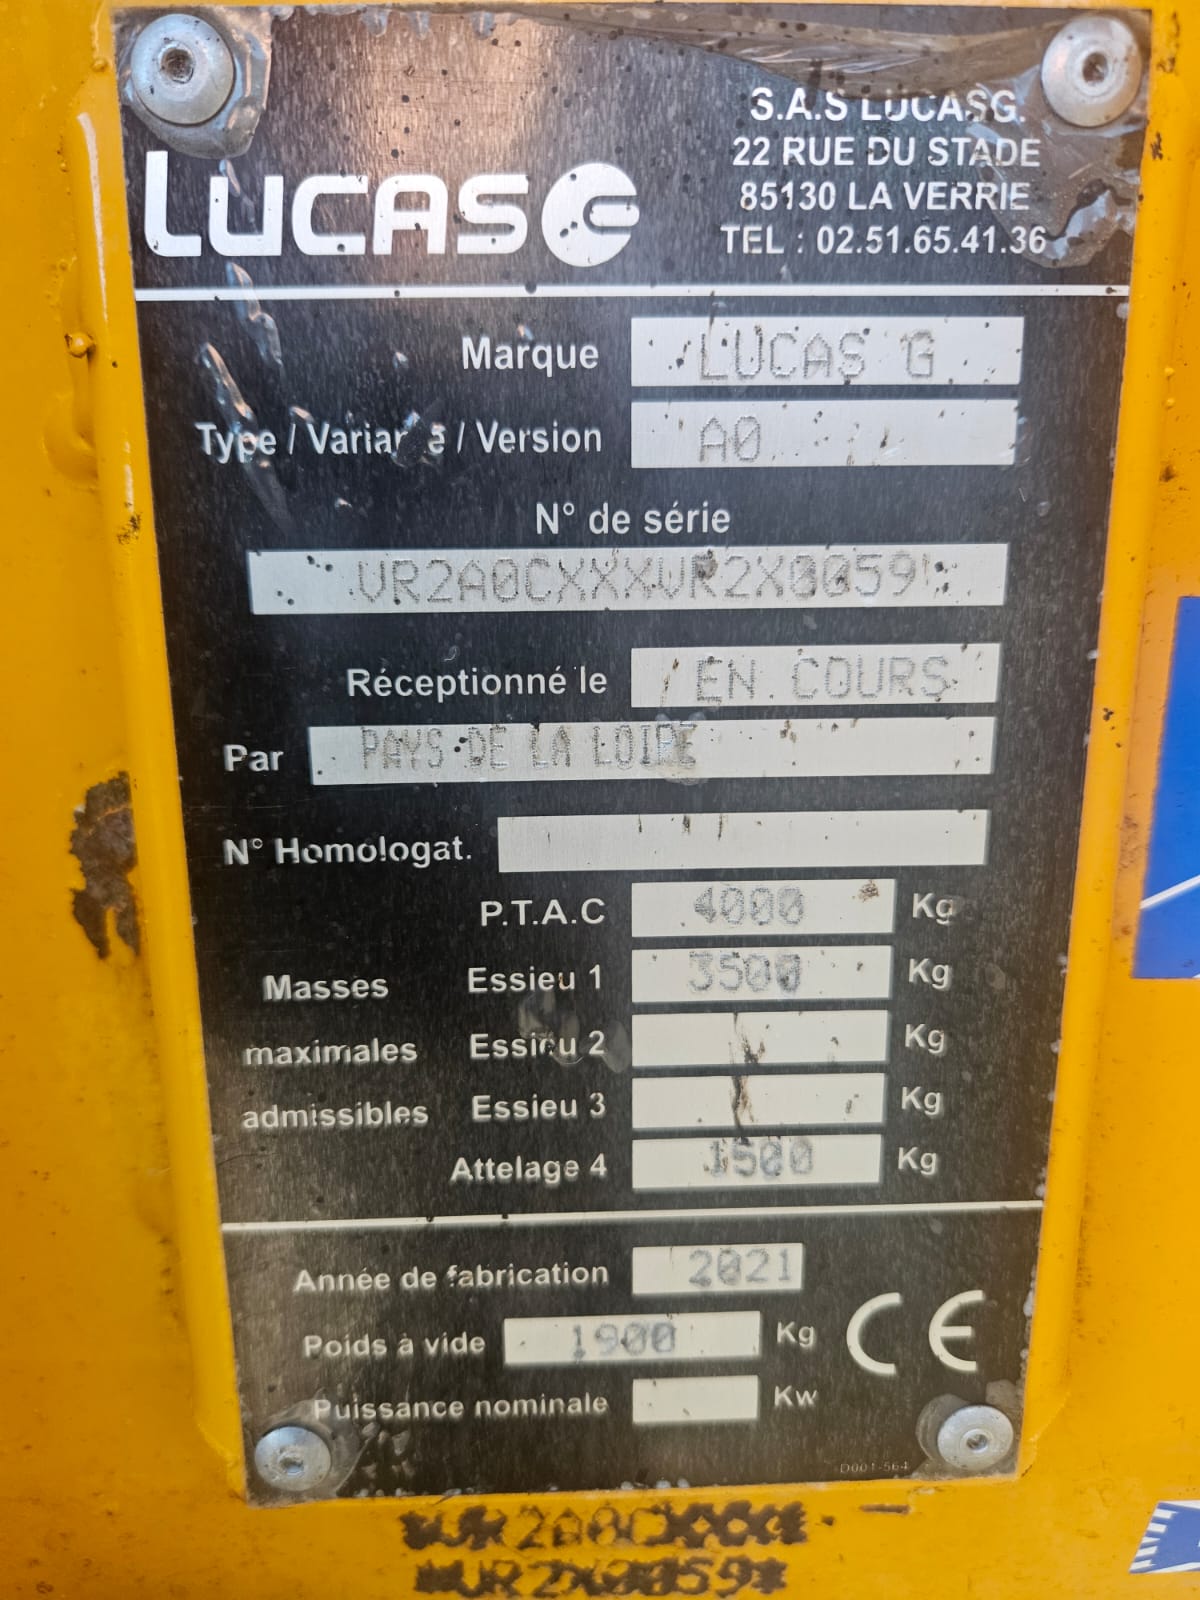 S.A.S LUCAS G.
22 RUE DU STADE
85130 LA VERRIE
TEL : 02.51.65.41.36
LUCAS G
Marque LUCAS G
Type / Variante / Version A0
N° de série
VR2A0CXXXVR2X0059
Réceptionné le EN COURS
Par PAYS DE LA LOIRE
N° Homologat.
P.T.A.C 4000 Kg
Masses Essieu 1 3500 Kg
maximales Essieu 2 Kg
admissibles Essieu 3 Kg
Attelage 4 1500 Kg
Année de fabrication 2021
Poids à vide 1900 Kg
CE
Puissance nominale Kw
D001-564
*VR2X0059*